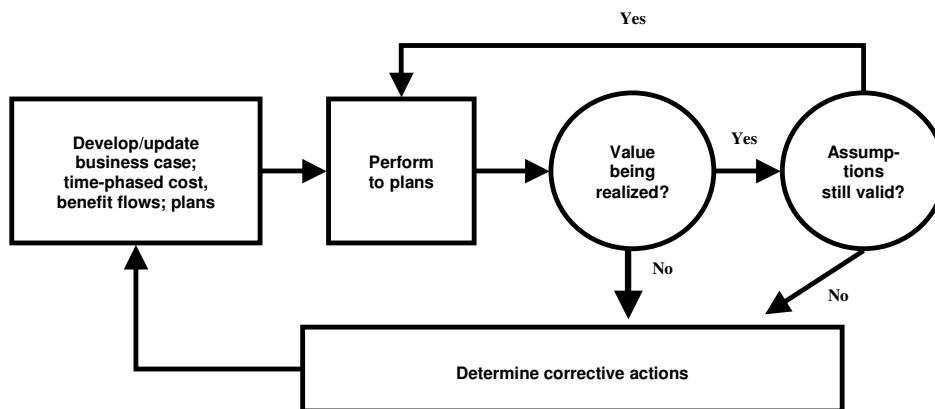 Yes
Develop/update
business case;
time-phased cost,
benefit flows; plans
Perform
to plans
Value
being
realized?
Yes
Assump-
tions
still valid?
No
No
Determine corrective actions